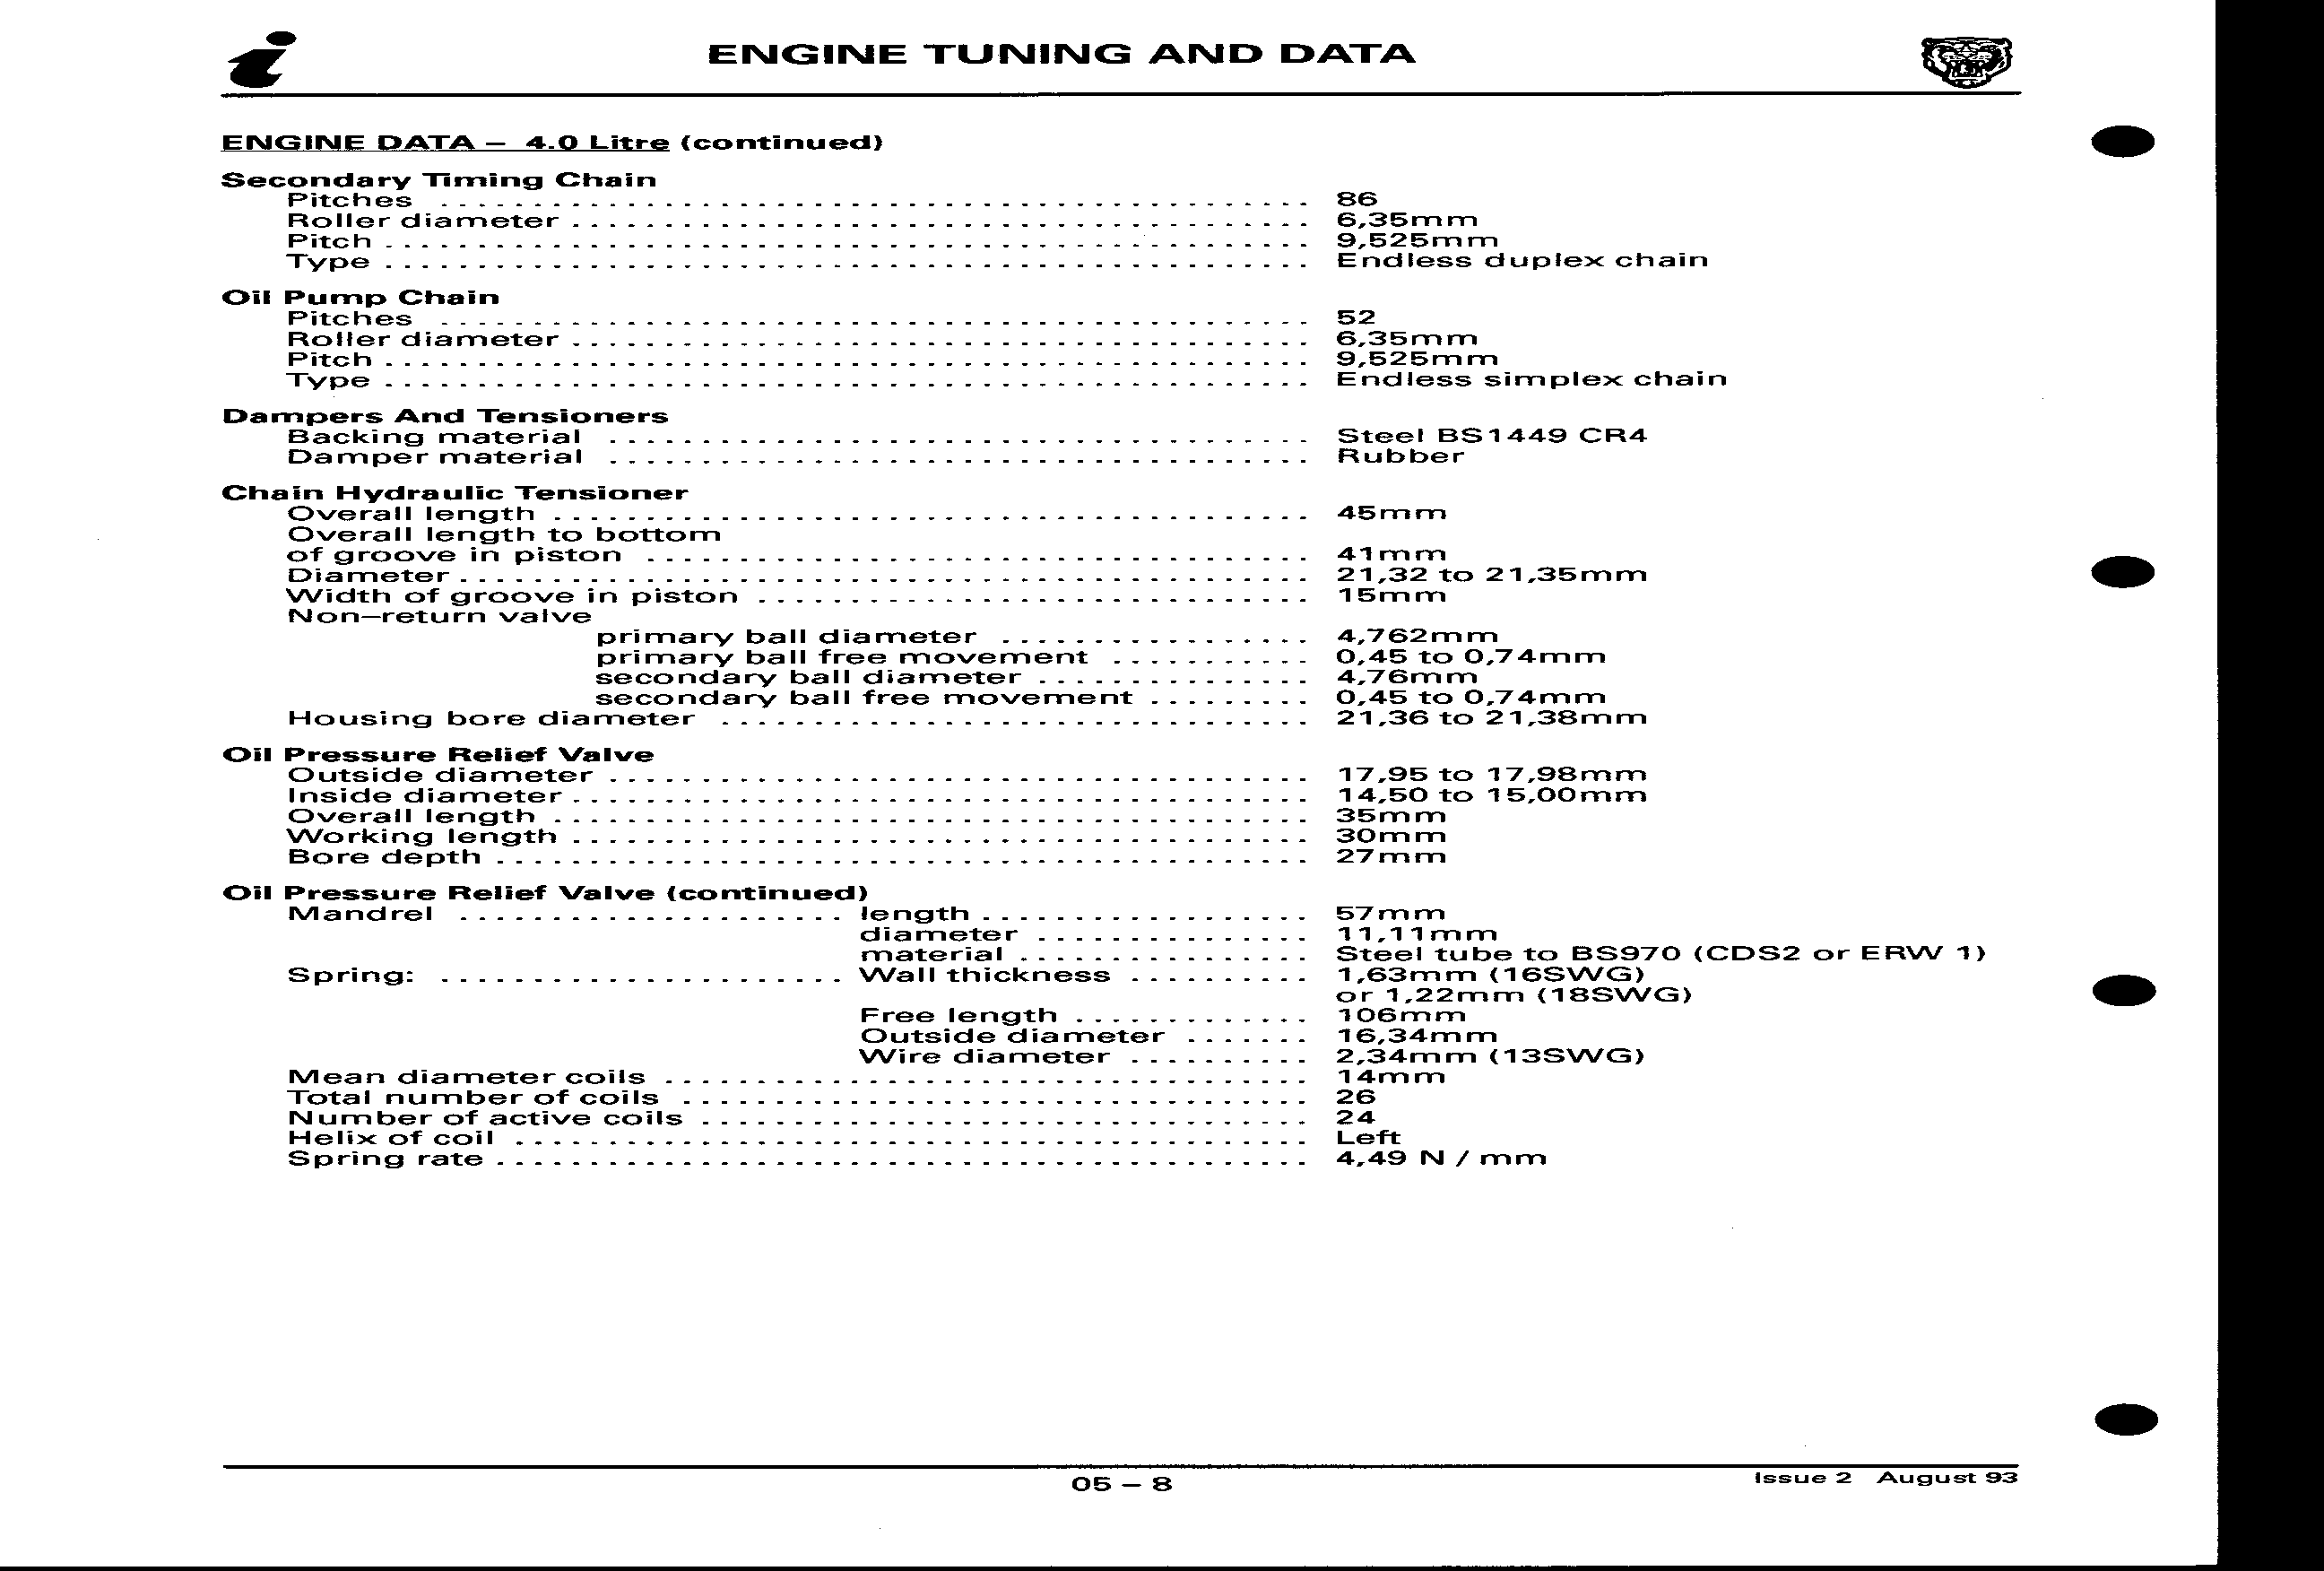 ENGINE TUNING AND DATA
ENGINE DATA – 4.0 Litre (continued)
Secondary Timing Chain
Pitches ............................................... 86
Roller diameter ........................................ 6,35mm
Pitch .................................................. 9,525mm
Type .................................................. Endless duplex chain
Oil Pump Chain
Pitches ............................................... 52
Roller diameter ........................................ 6,35mm
Pitch .................................................. 9,525mm
Type .................................................. Endless simplex chain
Dampers And Tensioners
Backing material ...................................... Steel BS1449 CR4
Damper material ...................................... Rubber
Chain Hydraulic Tensioner
Overall length ......................................... 45mm
Overall length to bottom
of groove in piston .................................... 41mm
Diameter .............................................. 21,32 to 21,35mm
Width of groove in piston .............................. 15mm
Non–return valve
primary ball diameter ................. 4,762mm
primary ball free movement ........... 0,45 to 0,74mm
secondary ball diameter ............... 4,76mm
secondary ball free movement ......... 0,45 to 0,74mm
Housing bore diameter ................................ 21,36 to 21,38mm
Oil Pressure Relief Valve
Outside diameter ...................................... 17,95 to 17,98mm
Inside diameter ........................................ 14,50 to 15,00mm
Overall length ......................................... 35mm
Working length ........................................ 30mm
Bore depth ............................................ 27mm
Oil Pressure Relief Valve (continued)
Mandrel ..................... length .................. 57mm
diameter ............... 11,11mm
material ................ Steel tube to BS970 (CDS2 or ERW 1)
Spring: ...................... Wall thickness .......... 1,63mm (16SWG)
or 1,22mm (18SWG)
Free length ............. 106mm
Outside diameter ....... 16,34mm
Wire diameter .......... 2,34mm (13SWG)
Mean diameter coils ................................... 14mm
Total number of coils .................................. 26
Number of active coils ................................. 24
Helix of coil ........................................... Left
Spring rate ............................................ 4,49 N / mm
05 – 8
Issue 2 August 93